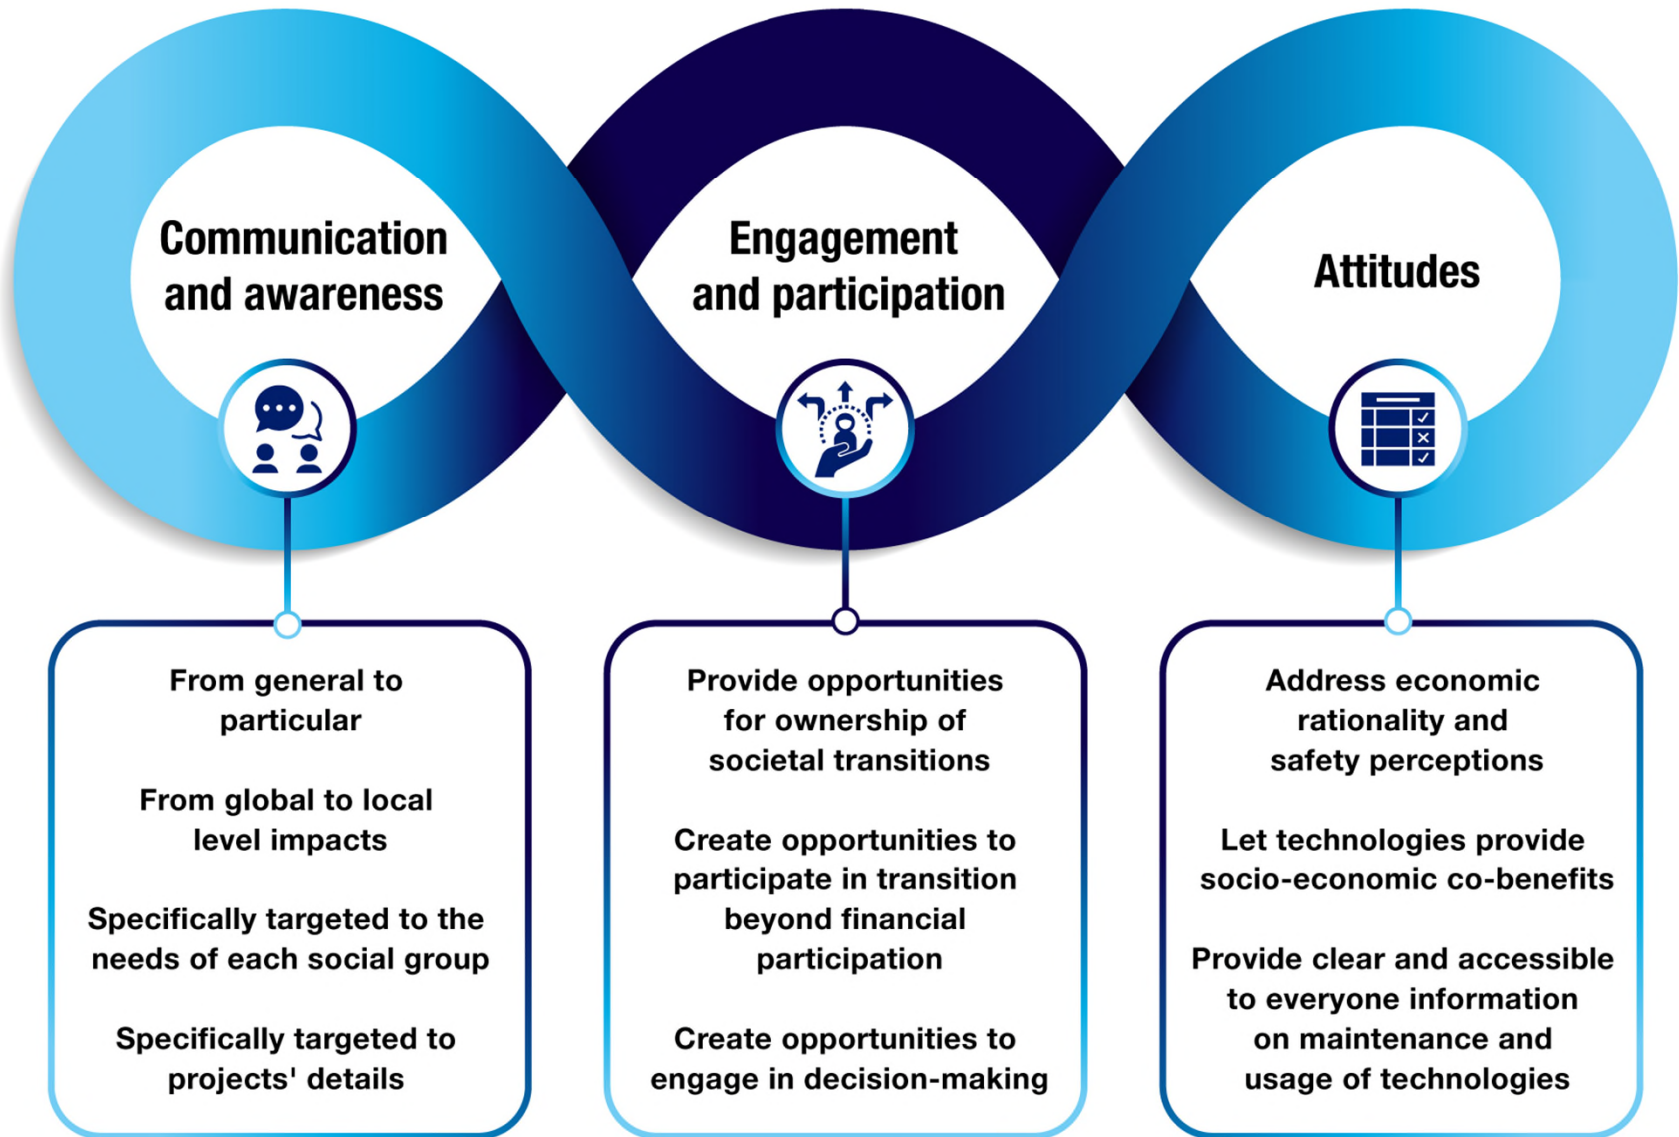 Communication
and awareness
Engagement
and participation
Attitudes
From general to
particular
From global to local
level impacts
Specifically targeted to the
needs of each social group
Specifically targeted to
projects' details
Provide opportunities
for ownership of
societal transitions
Create opportunities to
participate in transition
beyond financial
participation
Create opportunities to
engage in decision-making
Address economic
rationality and
safety perceptions
Let technologies provide
socio-economic co-benefits
Provide clear and accessible
to everyone information
on maintenance and
usage of technologies